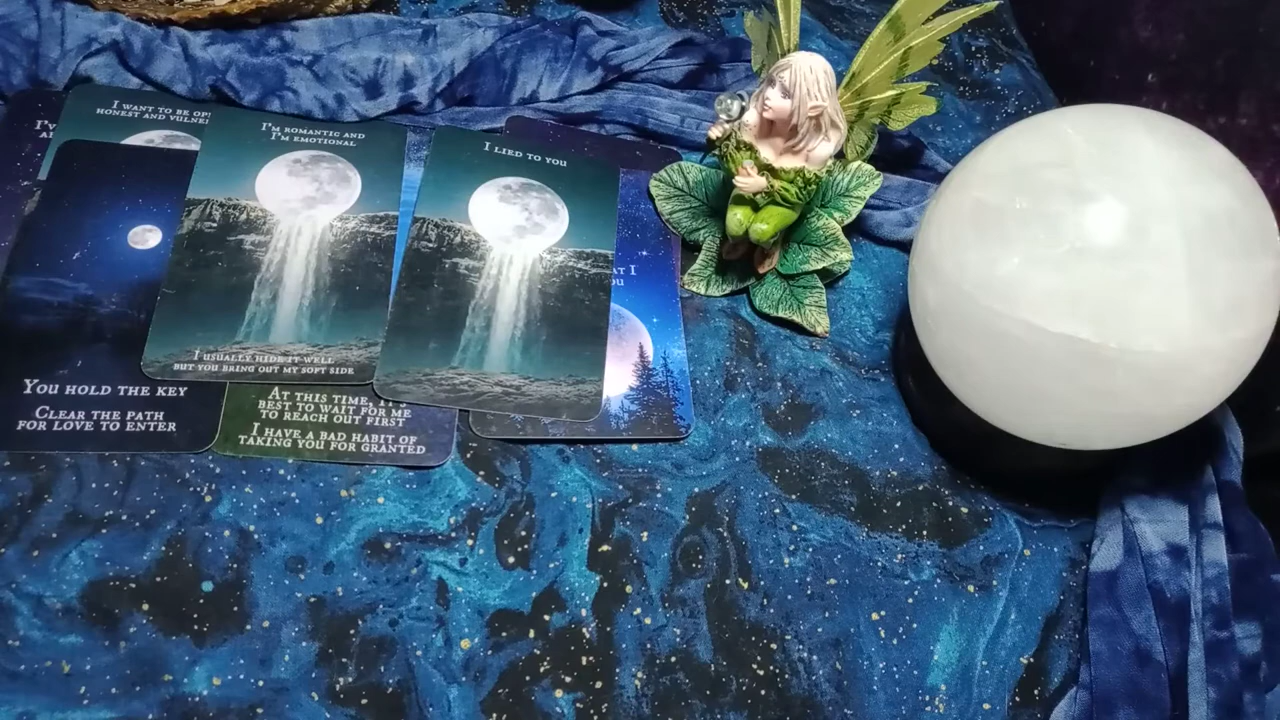 I WANT TO BE
HONEST AND
I'M ROMANTIC AND
I'M EMOTIONAL
I USUALLY HIDE IT WELL
BUT YOU BRING OUT MY SOFT SIDE
I LIED TO YOU
AT I
YOU HOLD THE KEY
CLEAR THE PATH
FOR LOVE TO ENTER
AT THIS TIME, IT'S
BEST TO WAIT FOR ME
TO REACH OUT FIRST
I HAVE A BAD HABIT OF
TAKING YOU FOR GRANTED